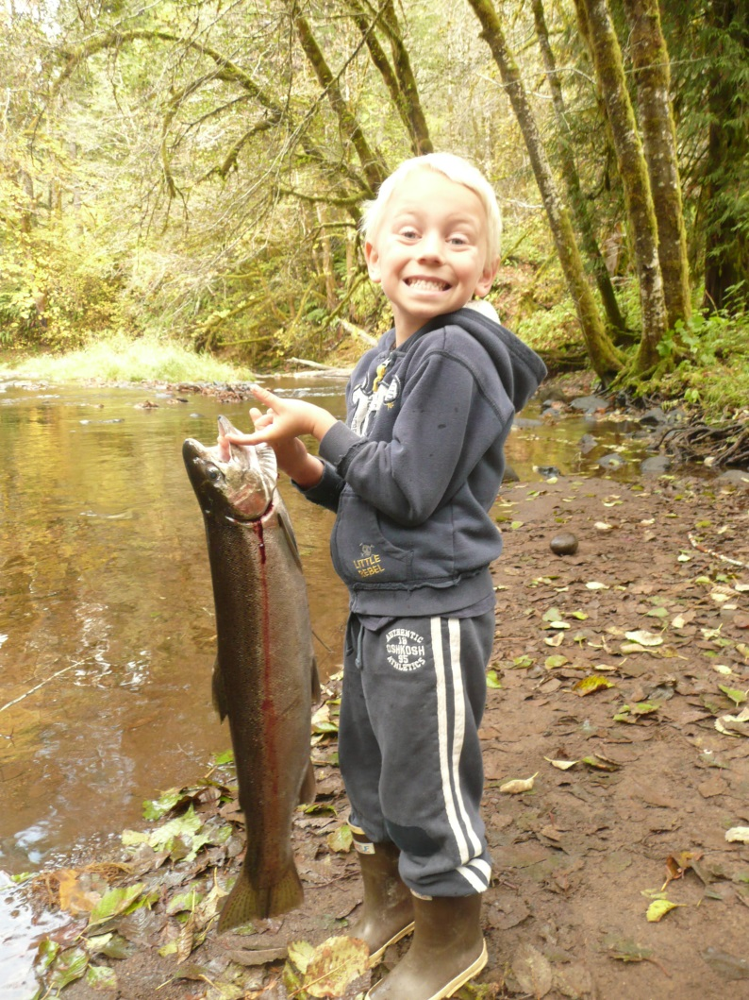 LITTLE
REBEL
AUTHENTIC
18
OSHKOSH
95
ATHLETICS